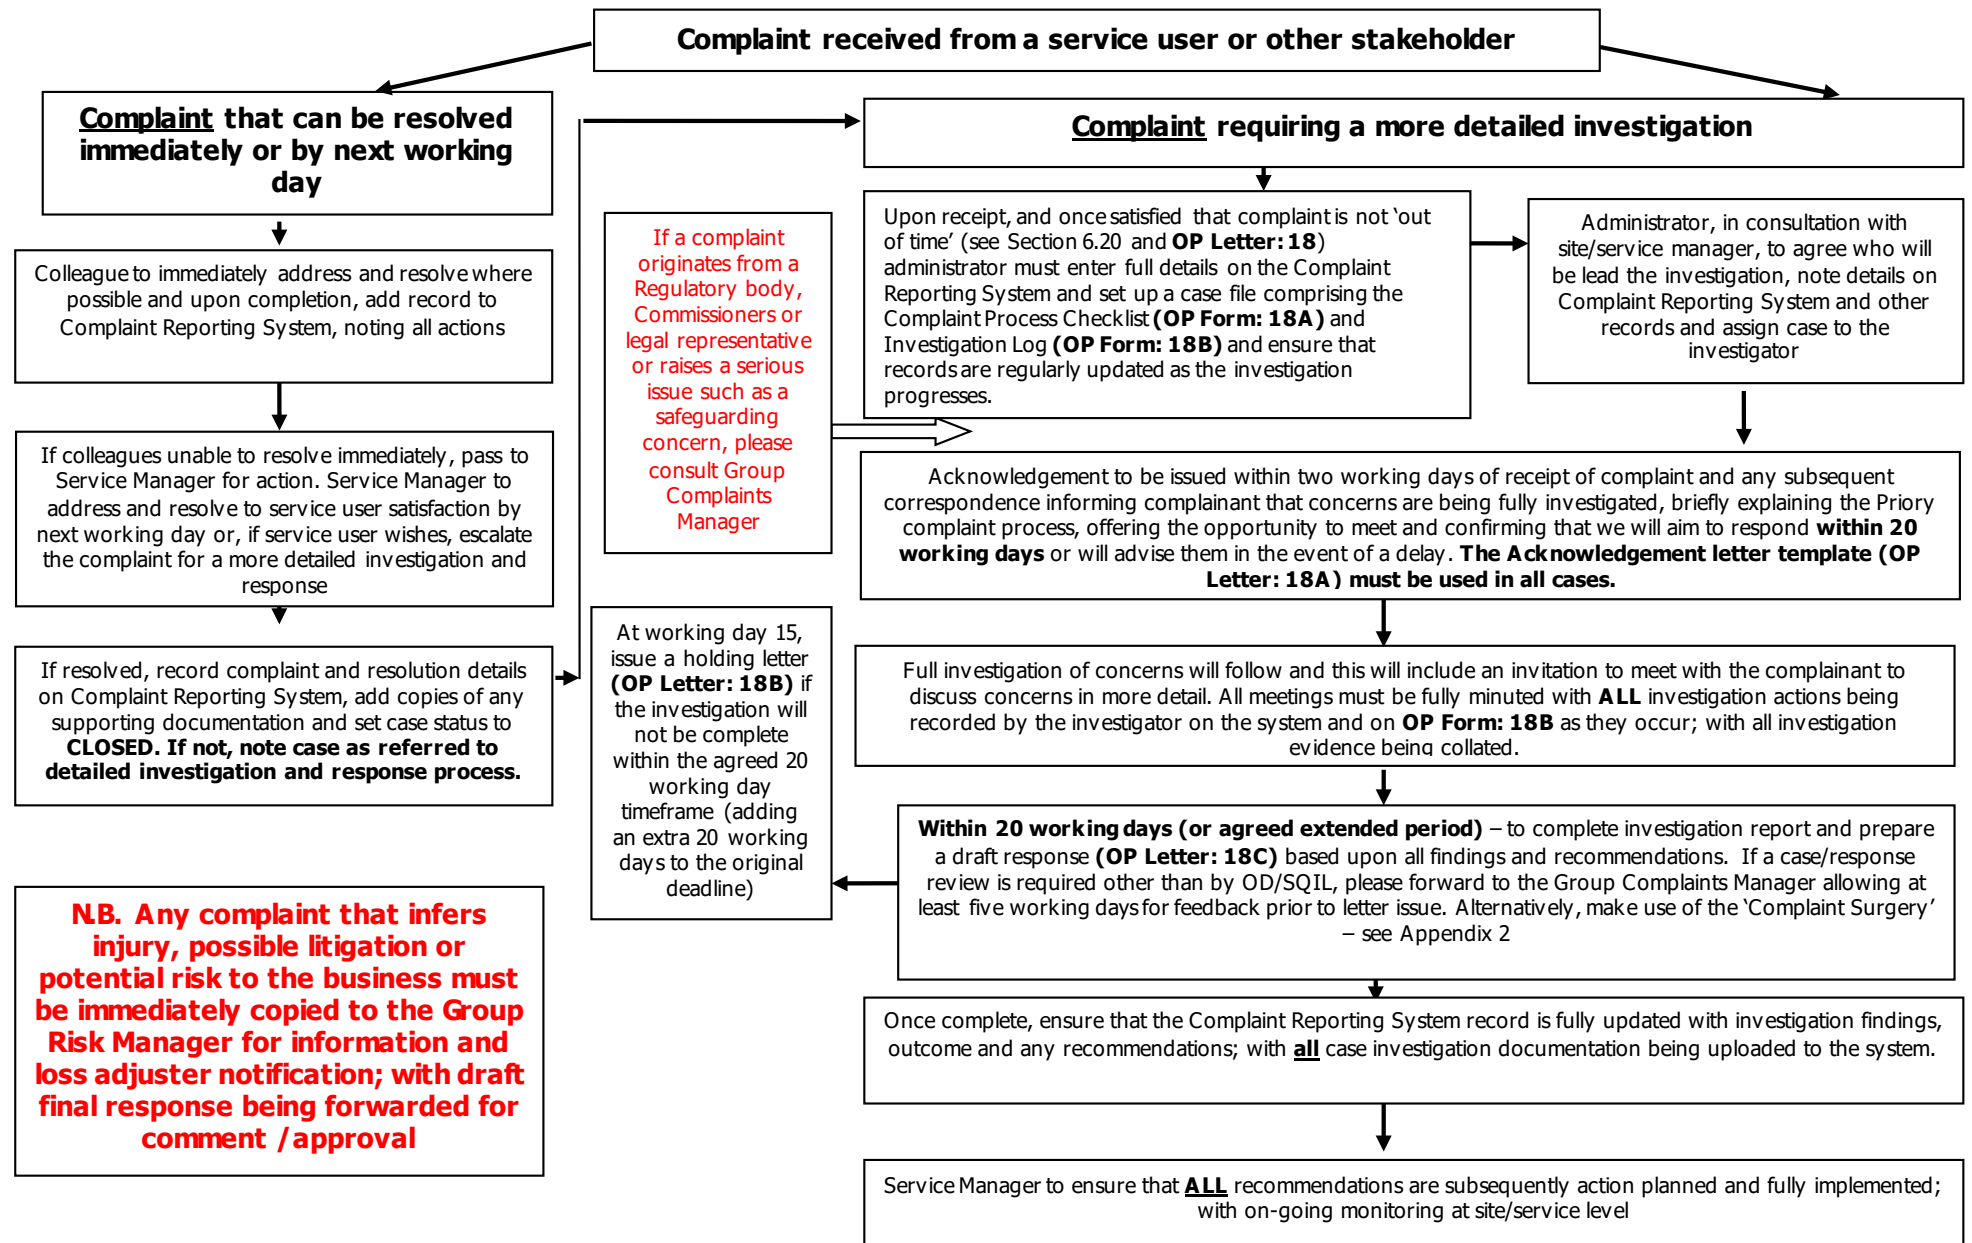 Complaint received from a service user or other stakeholder
Complaint that can be resolved
immediately or by next working
day
Colleague to immediately address and resolve where
possible and upon completion, add record to
Complaint Reporting System, noting all actions
If colleagues unable to resolve immediately, pass to
Service Manager for action. Service Manager to
address and resolve to service user satisfaction by
next working day or, if service user wishes, escalate
the complaint for a more detailed investigation and
response
If resolved, record complaint and resolution details
on Complaint Reporting System, add copies of any
supporting documentation and set case status to
CLOSED. If not, note case as referred to
detailed investigation and response process.
N.B. Any complaint that infers
injury, possible litigation or
potential risk to the business must
be immediately copied to the Group
Risk Manager for information and
loss adjuster notification; with draft
final response being forwarded for
comment / approval
If a complaint
originates from a
Regulatory body,
Commissioners or
legal representative
or raises a serious
issue such as a
safeguarding
concern, please
consult Group
Complaints
Manager
At working day 15,
issue a holding letter
(OP Letter: 18B) if
the investigation will
not be complete
within the agreed 20
working day
timeframe (adding
an extra 20 working
days to the original
deadline)
Complaint requiring a more detailed investigation
Upon receipt, and once satisfied that complaint is not ‘out
of time’ (see Section 6.20 and OP Letter: 18)
administrator must enter full details on the Complaint
Reporting System and set up a case file comprising the
Complaint Process Checklist (OP Form: 18A) and
Investigation Log (OP Form: 18B) and ensure that
records are regularly updated as the investigation
progresses.
Administrator, in consultation with
site/service manager, to agree who will
be lead the investigation, note details on
Complaint Reporting System and other
records and assign case to the
investigator
Acknowledgement to be issued within two working days of receipt of complaint and any subsequent
correspondence informing complainant that concerns are being fully investigated, briefly explaining the Priory
complaint process, offering the opportunity to meet and confirming that we will aim to respond within 20
working days or will advise them in the event of a delay. The Acknowledgement letter template (OP
Letter: 18A) must be used in all cases.
Full investigation of concerns will follow and this will include an invitation to meet with the complainant to
discuss concerns in more detail. All meetings must be fully minuted with ALL investigation actions being
recorded by the investigator on the system and on OP Form: 18B as they occur; with all investigation
evidence being collated.
Within 20 working days (or agreed extended period) – to complete investigation report and prepare
a draft response (OP Letter: 18C) based upon all findings and recommendations. If a case/response
review is required other than by OD/SQIL, please forward to the Group Complaints Manager allowing at
least five working days for feedback prior to letter issue. Alternatively, make use of the ‘Complaint Surgery’
– see Appendix 2
Once complete, ensure that the Complaint Reporting System record is fully updated with investigation findings,
outcome and any recommendations; with all case investigation documentation being uploaded to the system.
Service Manager to ensure that ALL recommendations are subsequently action planned and fully implemented;
with on-going monitoring at site/service level